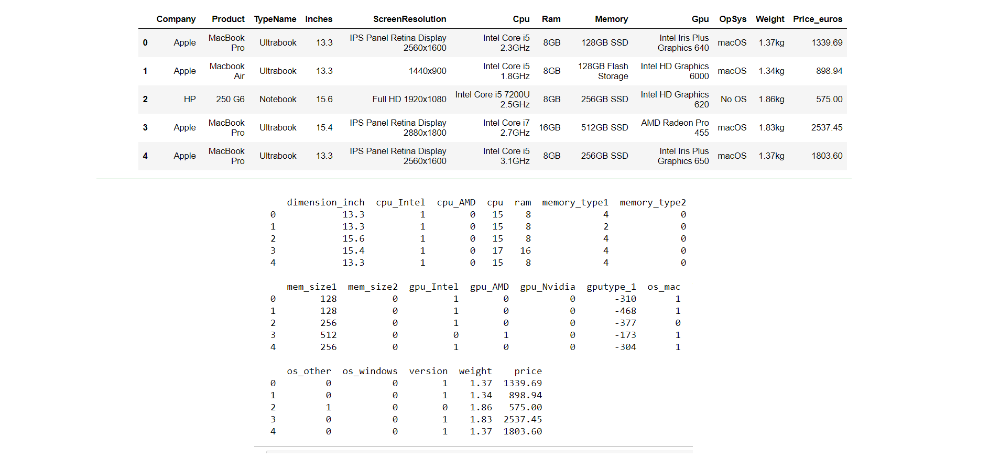 Company Product TypeName Inches ScreenResolution Cpu Ram Memory Gpu OpSys Weight Price_euros
0 Apple MacBook Pro Ultrabook 13.3 IPS Panel Retina Display 2560x1600 Intel Core i5 2.3GHz 8GB 128GB SSD Intel Iris Plus Graphics 640 macOS 1.37kg 1339.69
1 Apple Macbook Air Ultrabook 13.3 1440x900 Intel Core i5 1.8GHz 8GB 128GB Flash Storage Intel HD Graphics 6000 macOS 1.34kg 898.94
2 HP 250 G6 Notebook 15.6 Full HD 1920x1080 Intel Core i5 7200U 2.5GHz 8GB 256GB SSD Intel HD Graphics 620 No OS 1.86kg 575.00
3 Apple MacBook Pro Ultrabook 15.4 IPS Panel Retina Display 2880x1800 Intel Core i7 2.7GHz 16GB 512GB SSD AMD Radeon Pro 455 macOS 1.83kg 2537.45
4 Apple MacBook Pro Ultrabook 13.3 IPS Panel Retina Display 2560x1600 Intel Core i5 3.1GHz 8GB 256GB SSD Intel Iris Plus Graphics 650 macOS 1.37kg 1803.60
dimension_inch cpu_Intel cpu_AMD cpu ram memory_type1 memory_type2
0 13.3 1 0 15 8 4 0
1 13.3 1 0 15 8 2 0
2 15.6 1 0 15 8 4 0
3 15.4 1 0 17 16 4 0
4 13.3 1 0 15 8 4 0
mem_size1 mem_size2 gpu_Intel gpu_AMD gpu_Nvidia gputype_1 os_mac
0 128 0 1 0 0 -310 1
1 128 0 1 0 0 -468 1
2 256 0 1 0 0 -377 0
3 512 0 0 1 0 -173 1
4 256 0 1 0 0 -304 1
os_other os_windows version weight price
0 0 0 1 1.37 1339.69
1 0 0 1 1.34 898.94
2 1 0 0 1.86 575.00
3 0 0 1 1.83 2537.45
4 0 0 1 1.37 1803.60